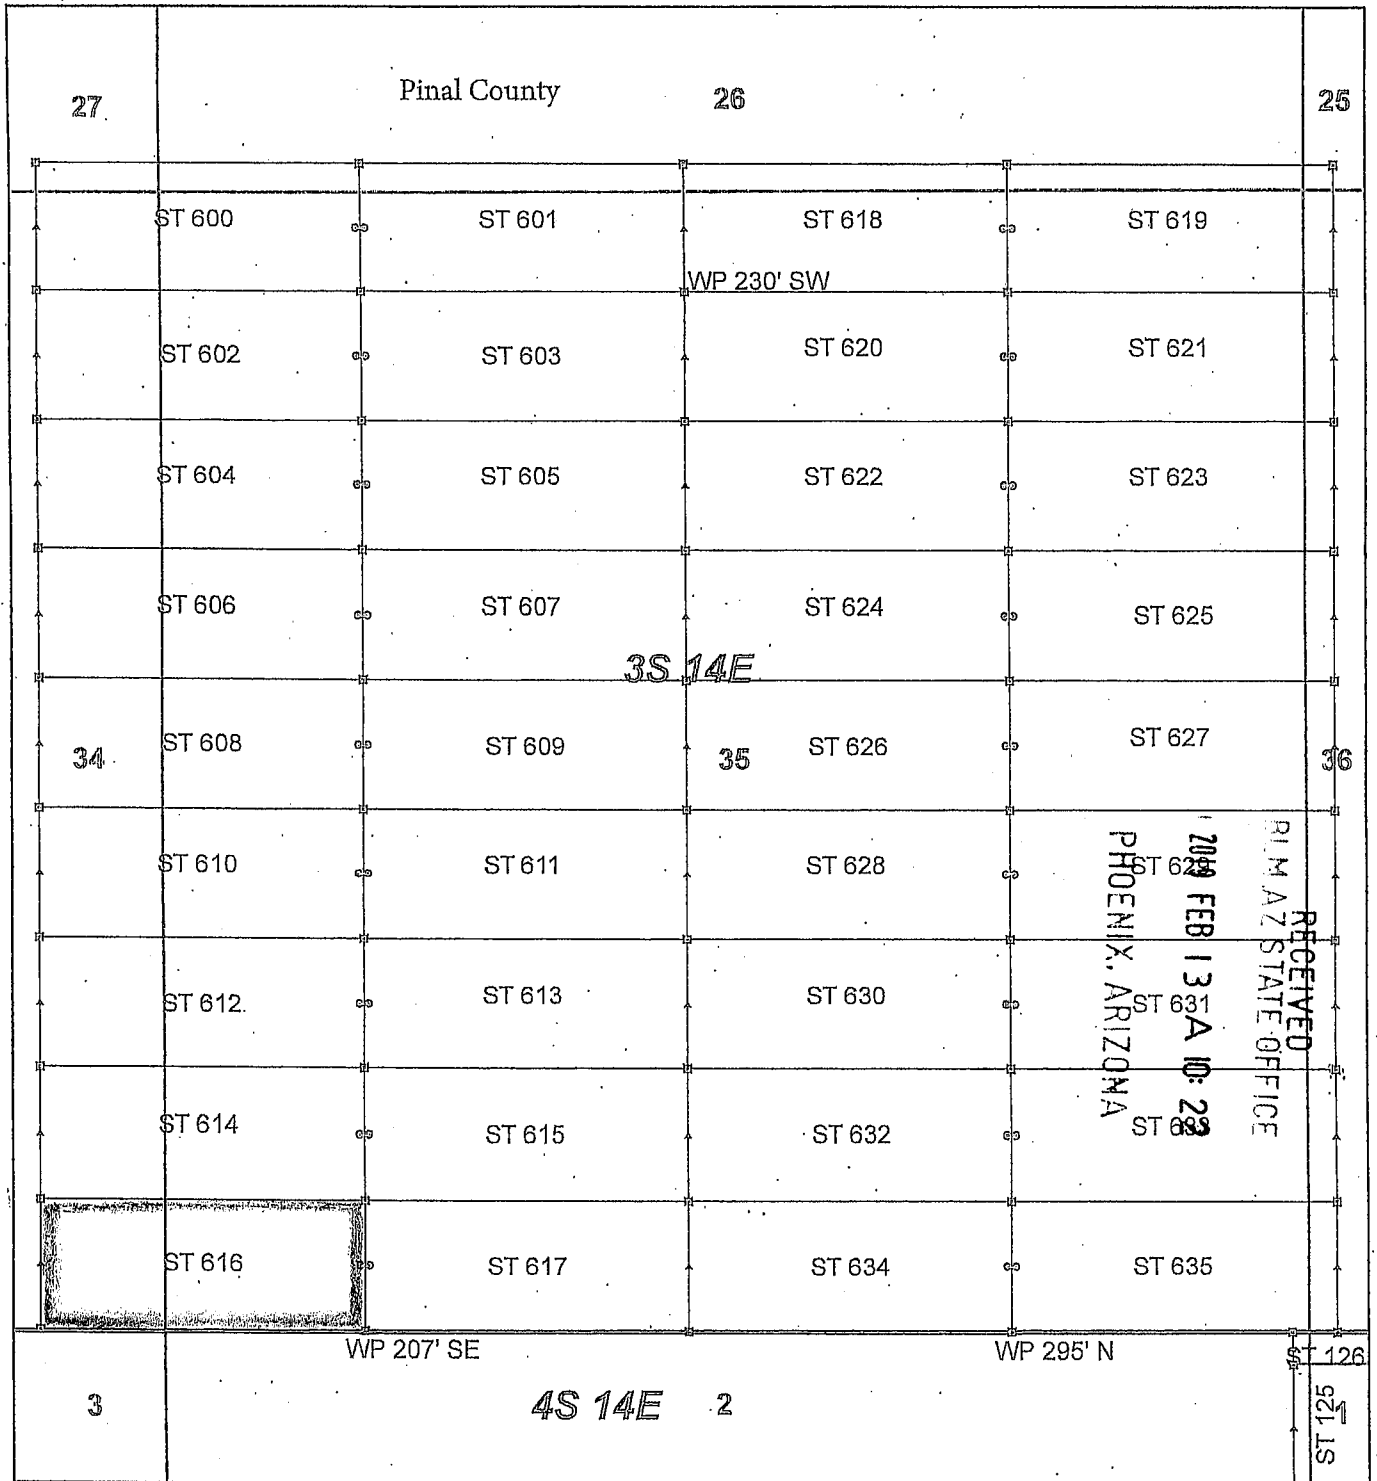 27 Pinal County 26 25
ST 600 ST 601 ST 618 ST 619
WP 230' SW
ST 602 ST 603 ST 620 ST 621
ST 604 ST 605 ST 622 ST 623
ST 606 ST 607 ST 624 ST 625
3S 14E
ST 608 ST 609 ST 626 ST 627
34 35 36
ST 610 ST 611 ST 628
ST 612 ST 613 ST 630 ST 631
ST 614 ST 615 ST 632 ST
ST 616 ST 617 ST 634 ST 635
RECEIVED
AZ STATE OFFICE
FEB 13 A 10: 23
PHOENIX, ARIZONA
WP 207' SE WP 295' N
ST 126
3 4S 14E 2 1
ST 125